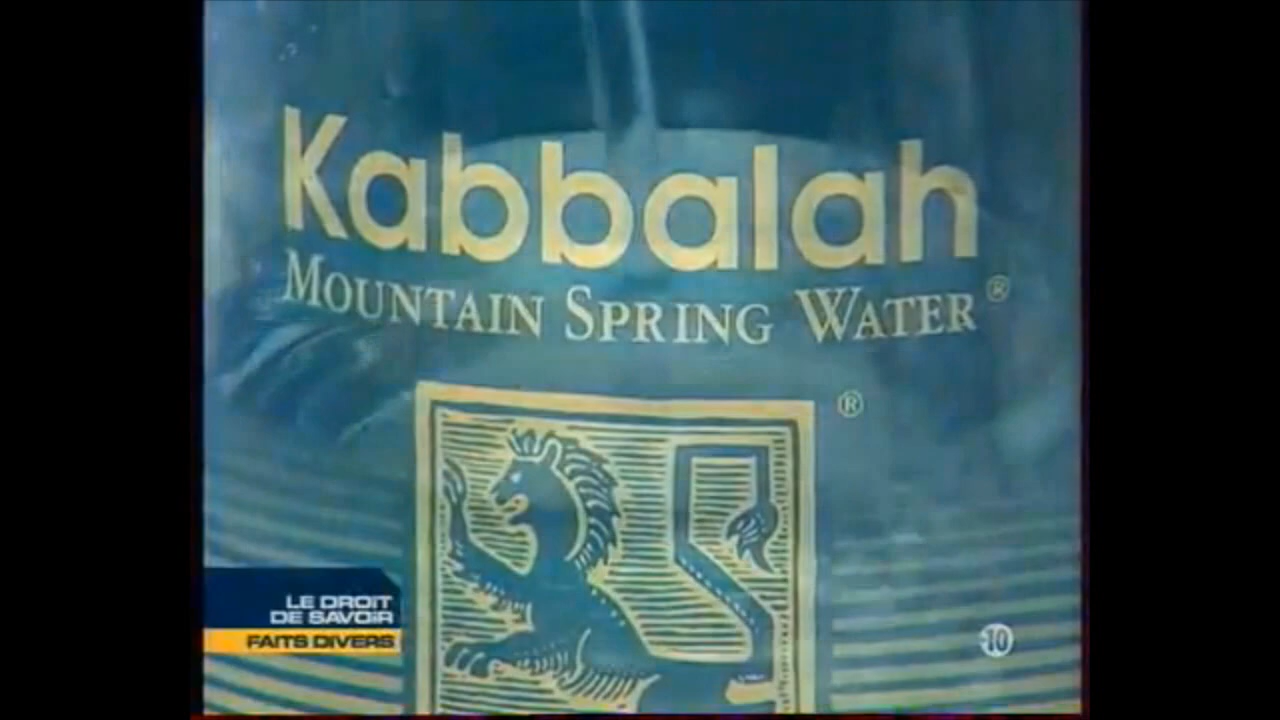 Kabbalah
MOUNTAIN SPRING WATER®
®
LE DROIT
DE SAVOIR
FAITS DIVERS
-10